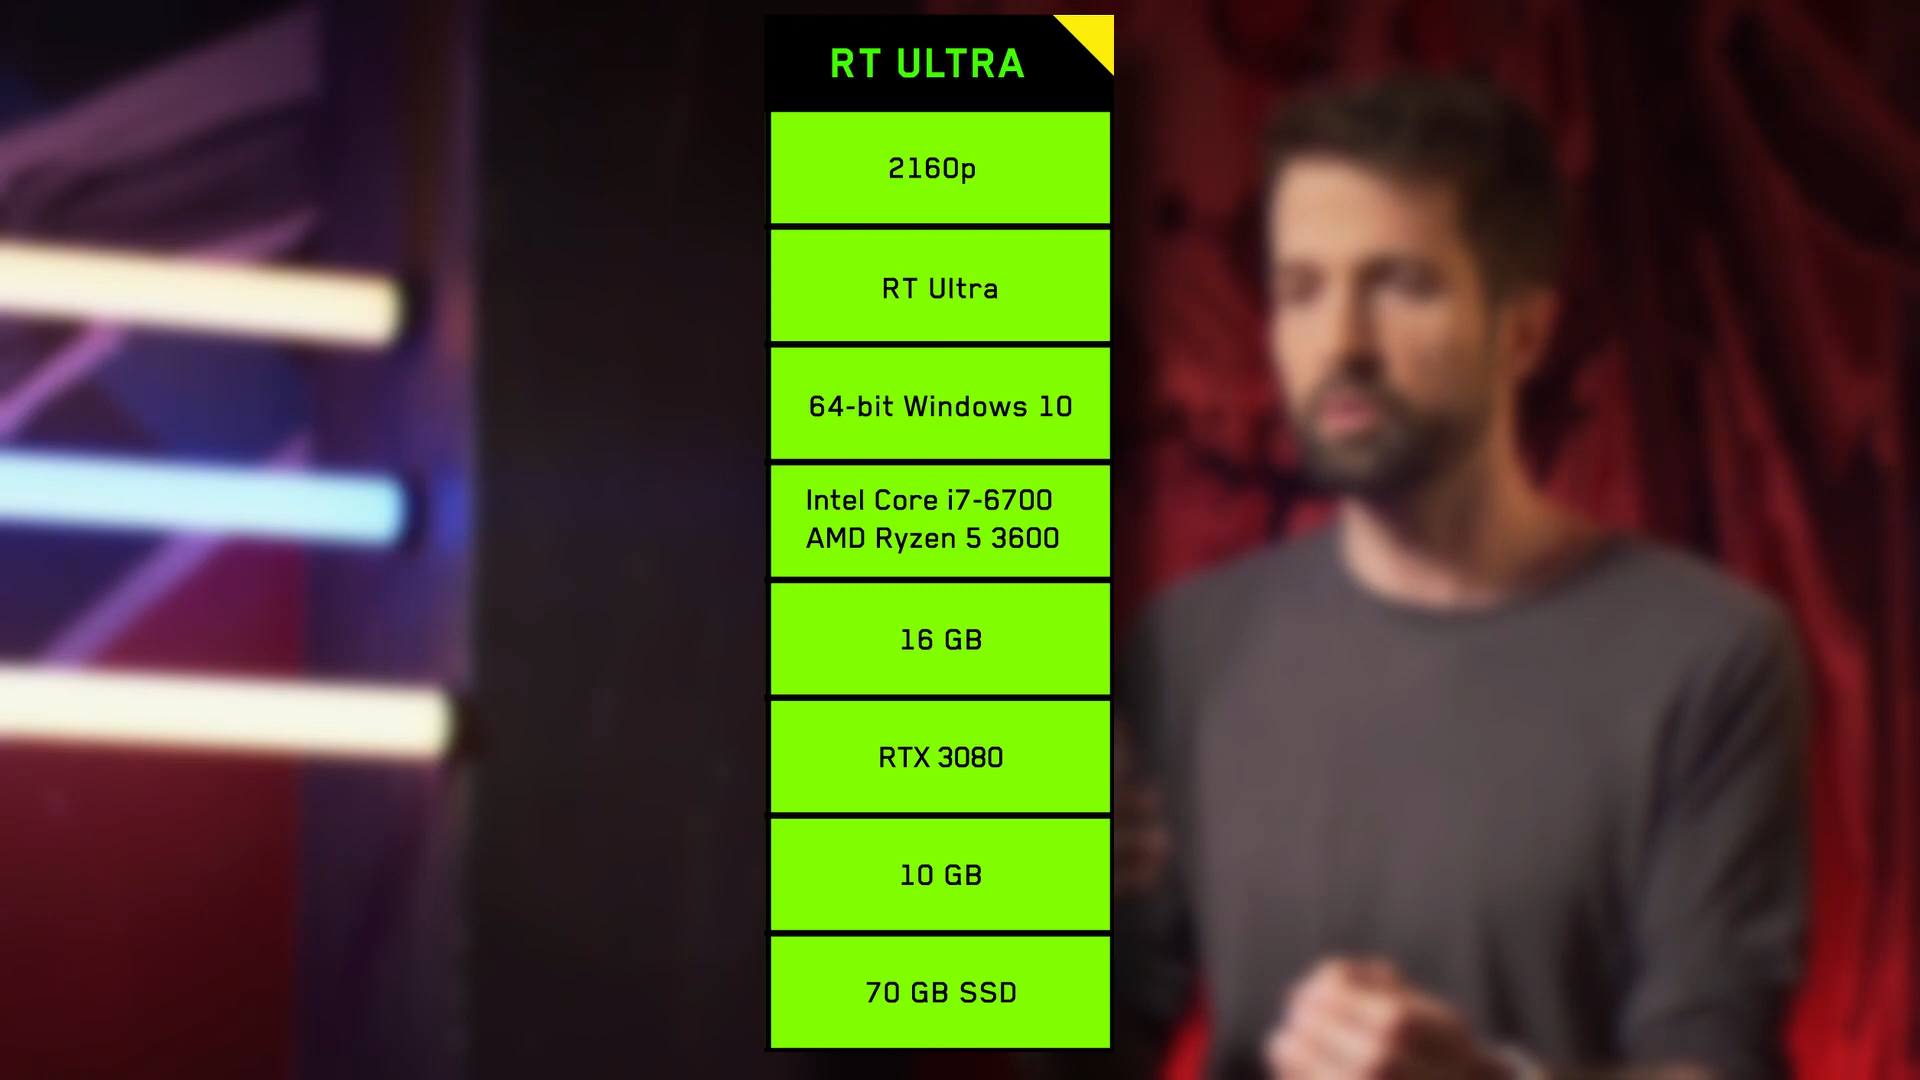 RT ULTRA
2160p
RT Ultra
64-bit Windows 10
Intel Core i7-6700
AMD Ryzen 5 3600
16 GB
RTX 3080
10 GB
70 GB SSD